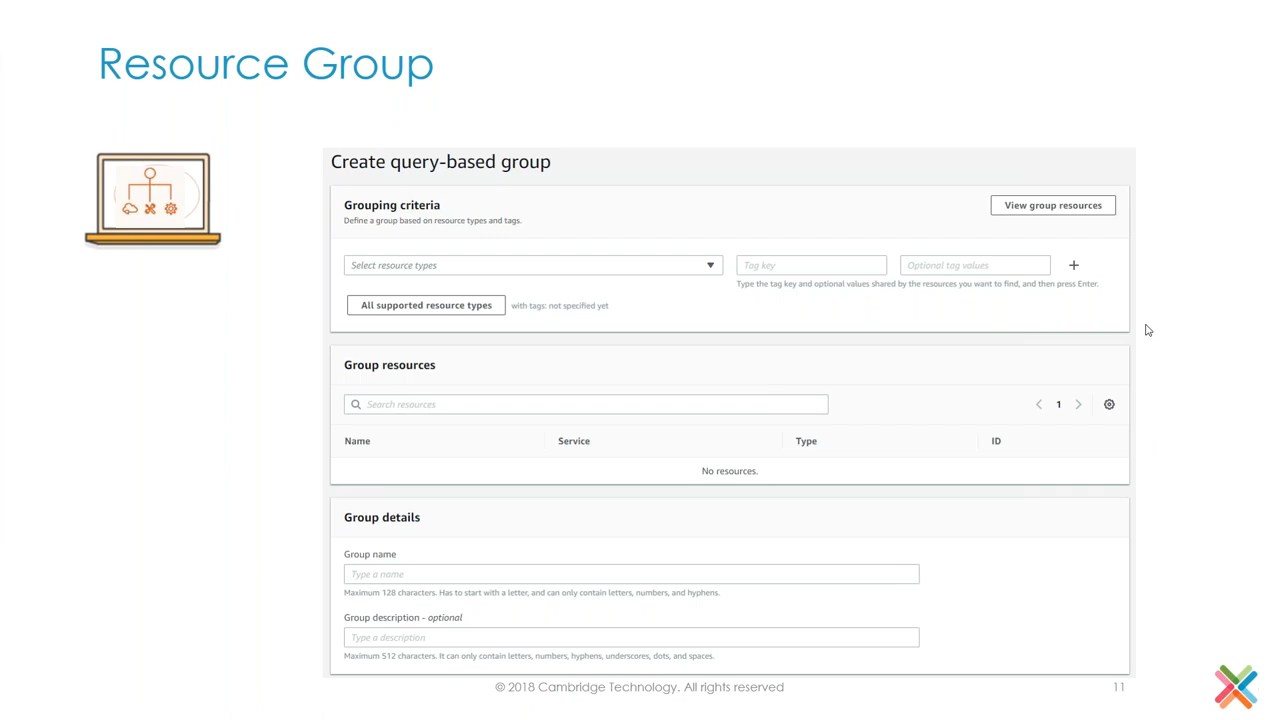 Resource Group
Create query-based group
Grouping criteria
View group resources
Define a group based on resource types and tags.
Select resource types
Tag key
Optional tag values
Type the tag key and optional values shared by the resources you want to find, and then press Enter.
All supported resource types
with tags: not specified yet
Group resources
Search resources
1
Name Service Type ID
No resources.
Group details
Group name
Type a name
Maximum 128 characters. Has to start with a letter, and can only contain letters, numbers, and hyphens.
Group description - optional
Type a description
Maximum 512 characters. It can only contain letters, numbers, hyphens, underscores, dots, and spaces.
© 2018 Cambridge Technology. All rights reserved
11